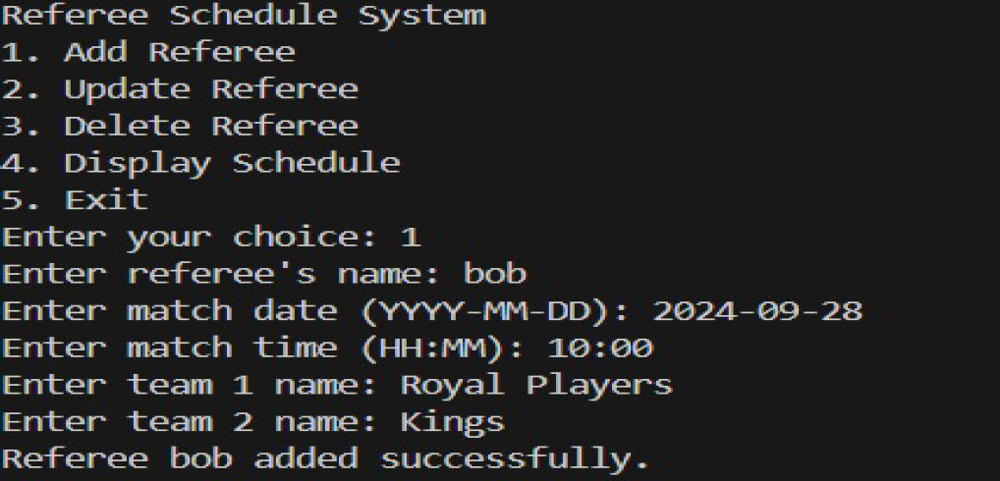 Referee Schedule System
1. Add Referee
2. Update Referee
3. Delete Referee
4. Display Schedule
5. Exit
Enter your choice: 1
Enter referee's name: bob
Enter match date (YYYY-MM-DD): 2024-09-28
Enter match time (HH:MM): 10:00
Enter team 1 name: Royal Players
Enter team 2 name: Kings
Referee bob added successfully.